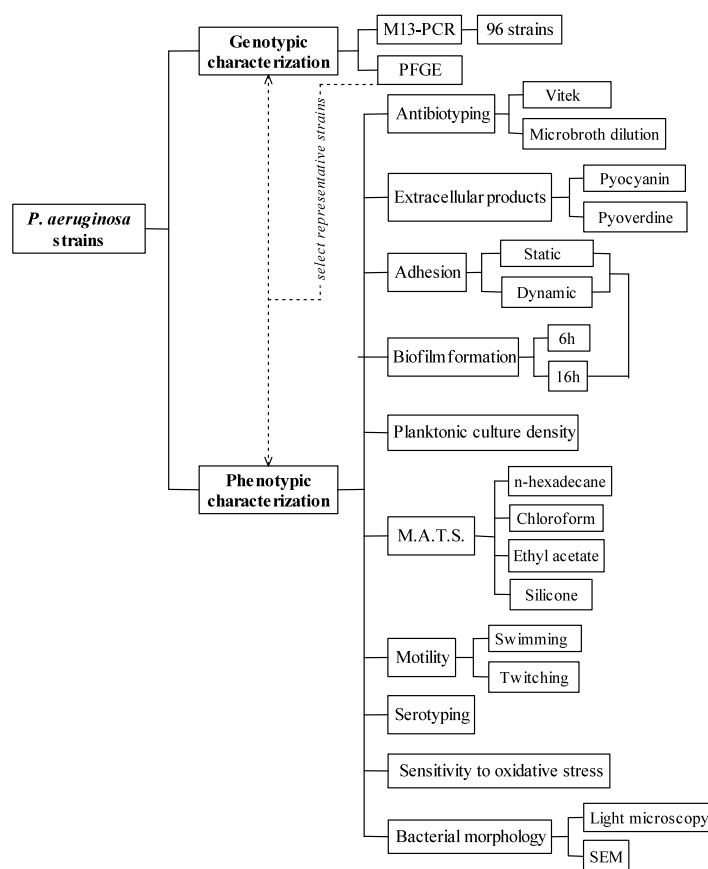 P. aeruginosa
strains
Genotypic
characterization
M13-PCR
96 strains
PFGE
select representative strains
Phenotypic
characterization
Antibiotyping
Vitek
Microbroth dilution
Extracellular products
Pyocyanin
Pyoverdine
Adhesion
Static
Dynamic
Biofilm formation
6h
16h
Planktonic culture density
M.A.T.S.
n-hexadecane
Chloroform
Ethyl acetate
Silicone
Motility
Swimming
Twitching
Serotyping
Sensitivity to oxidative stress
Bacterial morphology
Light microscopy
SEM